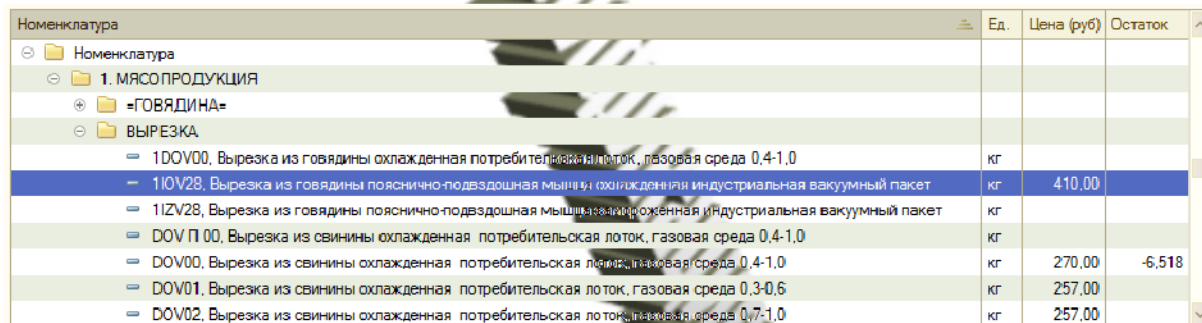 Номенклатура Ед. Цена (руб) Остаток
Номенклатура
1. МЯСОПРОДУКЦИЯ
=ГОВЯДИНА=
ВЫРЕЗКА
1DOV00, Вырезка из говядины охлажденная потребительская лоток, газовая среда 0,4-1,0 кг
1IOV28, Вырезка из говядины пояснично-подвздошная мышца охлажденная индустриальная вакуумный пакет кг 410,00
1IZV28, Вырезка из говядины пояснично-подвздошная мышца замороженная индустриальная вакуумный пакет кг
DOV П 00, Вырезка из свинины охлажденная потребительская лоток, газовая среда 0,4-1,0 кг
DOV00, Вырезка из свинины охлажденная потребительская лоток, газовая среда 0,4-1,0 кг 270,00 -6,518
DOV01, Вырезка из свинины охлажденная потребительская лоток, газовая среда 0,3-0,6 кг 257,00
DOV02, Вырезка из свинины охлажденная потребительская лоток, газовая среда 0,7-1,0 кг 257,00